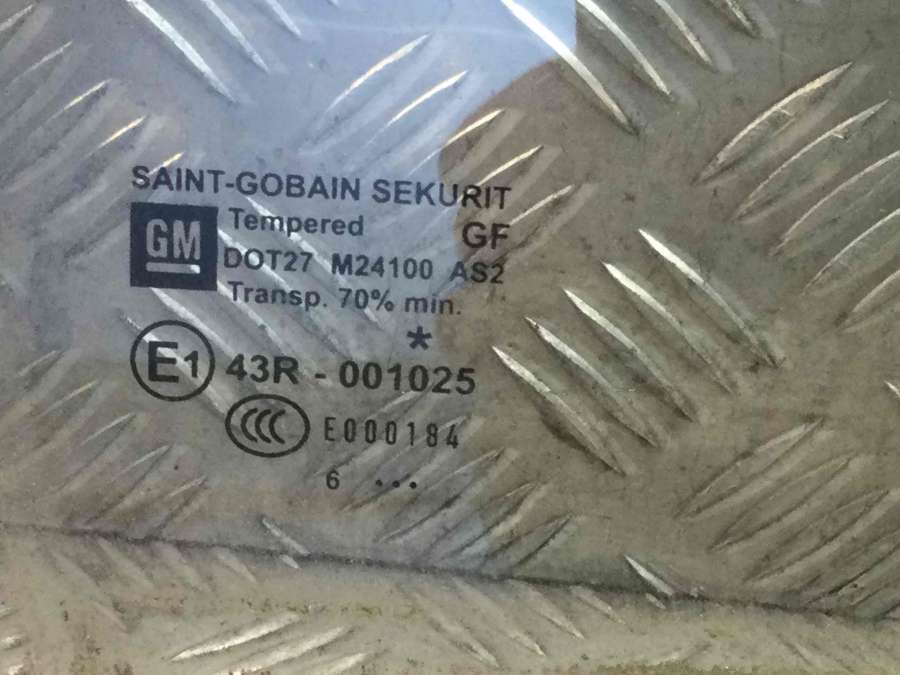 SAINT-GOBAIN SEKURIT
GM
Tempered GF
DOT27 M24100 AS2
Transp. 70% min.
*
E1 43R - 001025
CCC E000184
6 ...